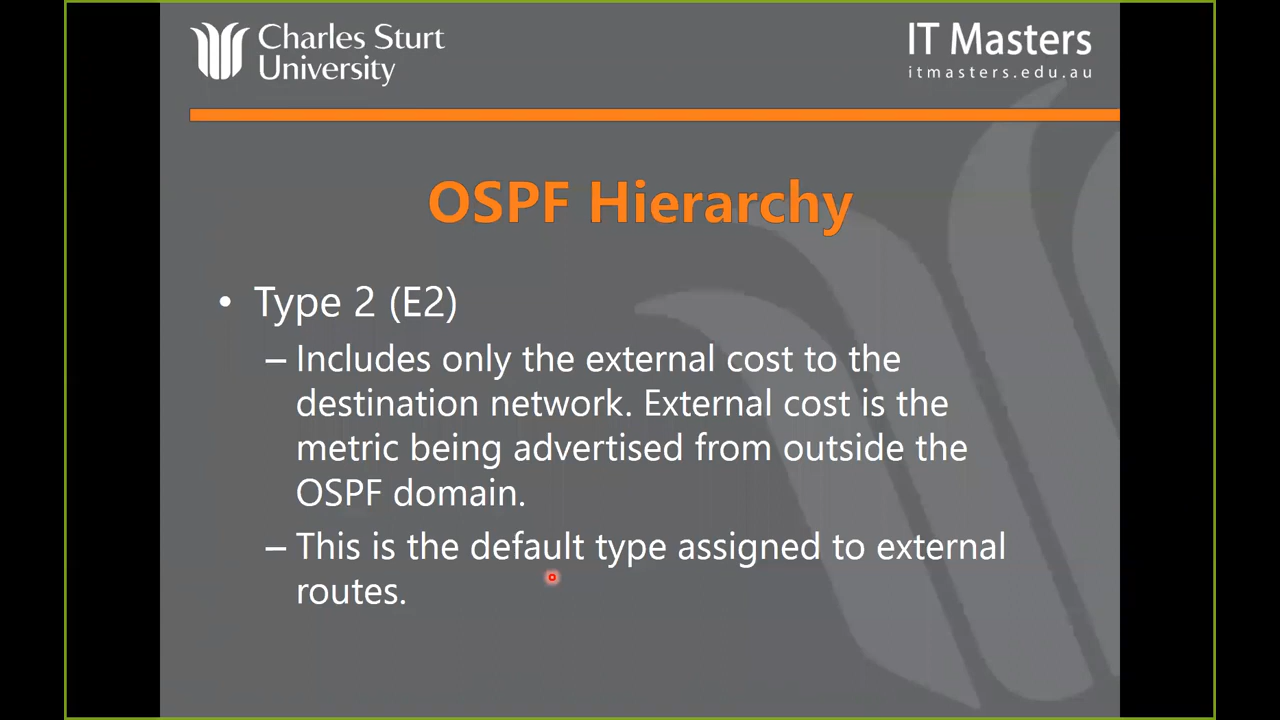 Charles Sturt
University
IT Masters
itmasters.edu.au
OSPF Hierarchy
• Type 2 (E2)
– Includes only the external cost to the
destination network. External cost is the
metric being advertised from outside the
OSPF domain.
– This is the default type assigned to external
routes.